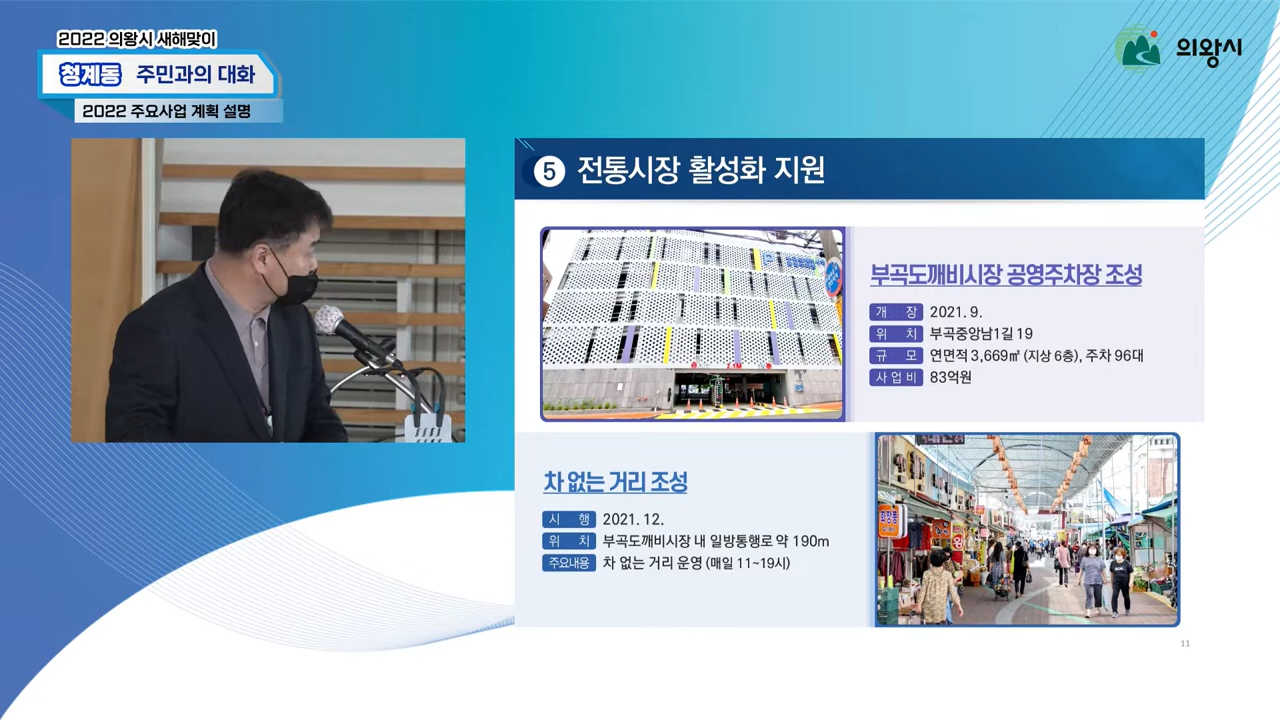 2022 의왕시 새해맞이
청계동 주민과의 대화
2022 주요사업 계획 설명
의왕시
5 전통시장 활성화 지원
부곡도깨비시장 공영주차장 조성
개 장 2021. 9.
위 치 부곡중앙남1길 19
규 모 연면적 3,669㎡ (지상 6층), 주차 96대
사 업 비 83억원
2.1M
차 없는 거리 조성
시 행 2021. 12.
위 치 부곡도깨비시장 내 일방통행로 약 190m
주요내용 차 없는 거리 운영 (매일 11~19시)
11